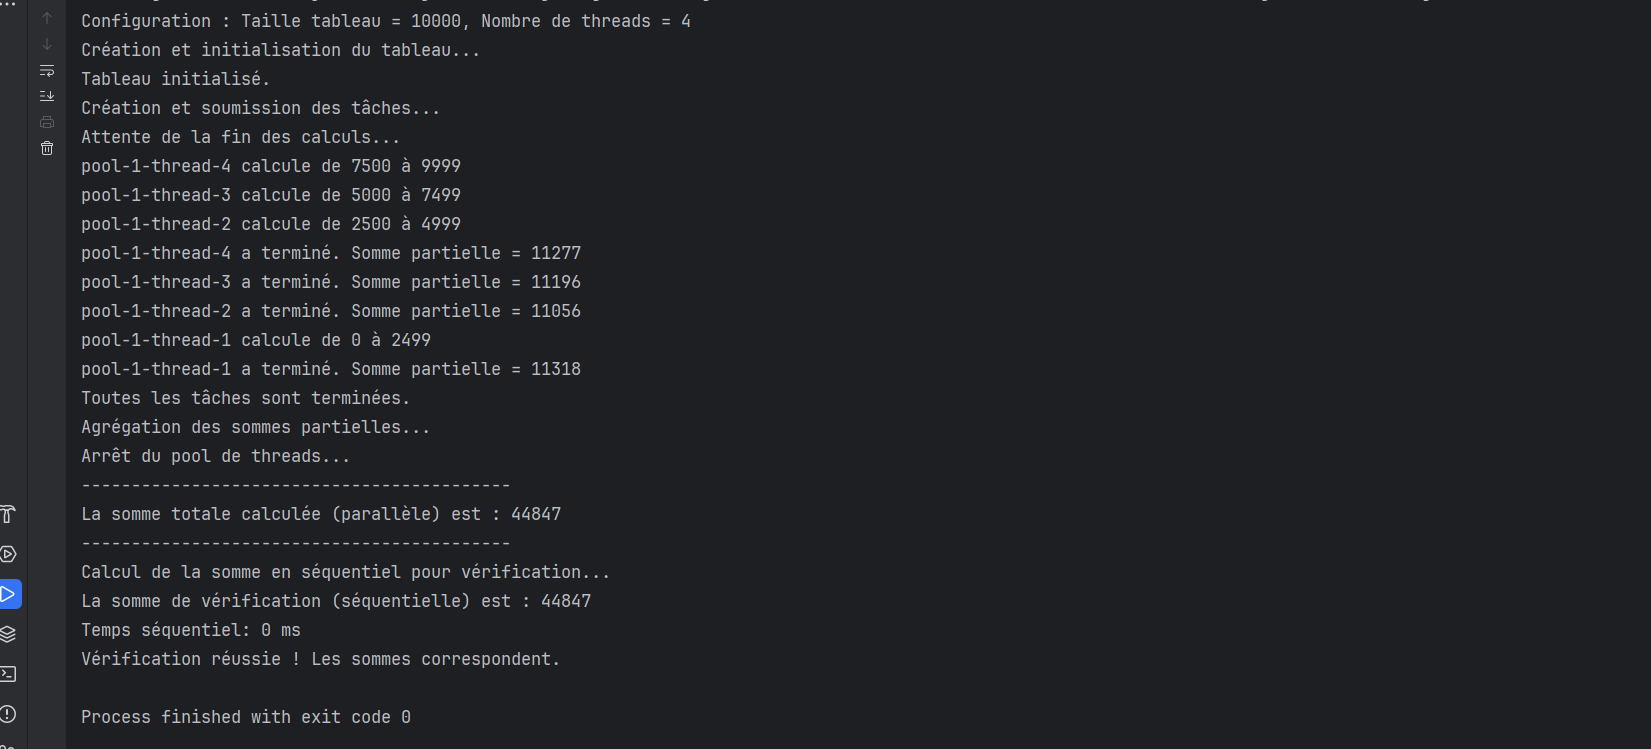 Configuration : Taille tableau = 10000, Nombre de threads = 4
Création et initialisation du tableau...
Tableau initialisé.
Création et soumission des tâches...
Attente de la fin des calculs...
pool-1-thread-4 calcule de 7500 à 9999
pool-1-thread-3 calcule de 5000 à 7499
pool-1-thread-2 calcule de 2500 à 4999
pool-1-thread-4 a terminé. Somme partielle = 11277
pool-1-thread-3 a terminé. Somme partielle = 11196
pool-1-thread-2 a terminé. Somme partielle = 11056
pool-1-thread-1 calcule de 0 à 2499
pool-1-thread-1 a terminé. Somme partielle = 11318
Toutes les tâches sont terminées.
Agrégation des sommes partielles...
Arrêt du pool de threads...
-------------------------------------------
La somme totale calculée (parallèle) est : 44847
-------------------------------------------
Calcul de la somme en séquentiel pour vérification...
La somme de vérification (séquentielle) est : 44847
Temps séquentiel: 0 ms
Vérification réussie ! Les sommes correspondent.
Process finished with exit code 0